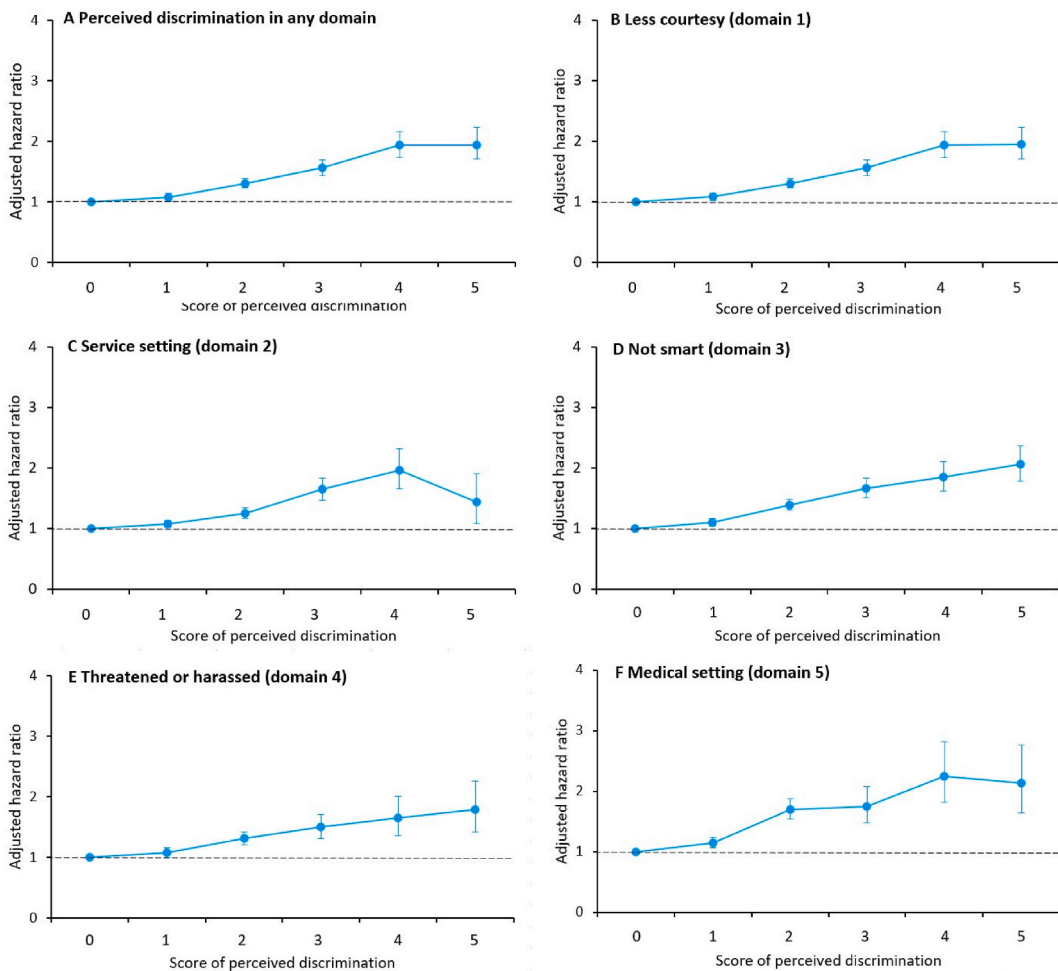 A Perceived discrimination in any domain
Adjusted hazard ratio
4
3
2
1
0
0 1 2 3 4 5
Score of perceived discrimination
B Less courtesy (domain 1)
Adjusted hazard ratio
4
3
2
1
0
0 1 2 3 4 5
Score of perceived discrimination
C Service setting (domain 2)
Adjusted hazard ratio
4
3
2
1
0
0 1 2 3 4 5
Score of perceived discrimination
D Not smart (domain 3)
Adjusted hazard ratio
4
3
2
1
0
0 1 2 3 4 5
Score of perceived discrimination
E Threatened or harassed (domain 4)
Adjusted hazard ratio
4
3
2
1
0
0 1 2 3 4 5
Score of perceived discrimination
F Medical setting (domain 5)
Adjusted hazard ratio
4
3
2
1
0
0 1 2 3 4 5
Score of perceived discrimination